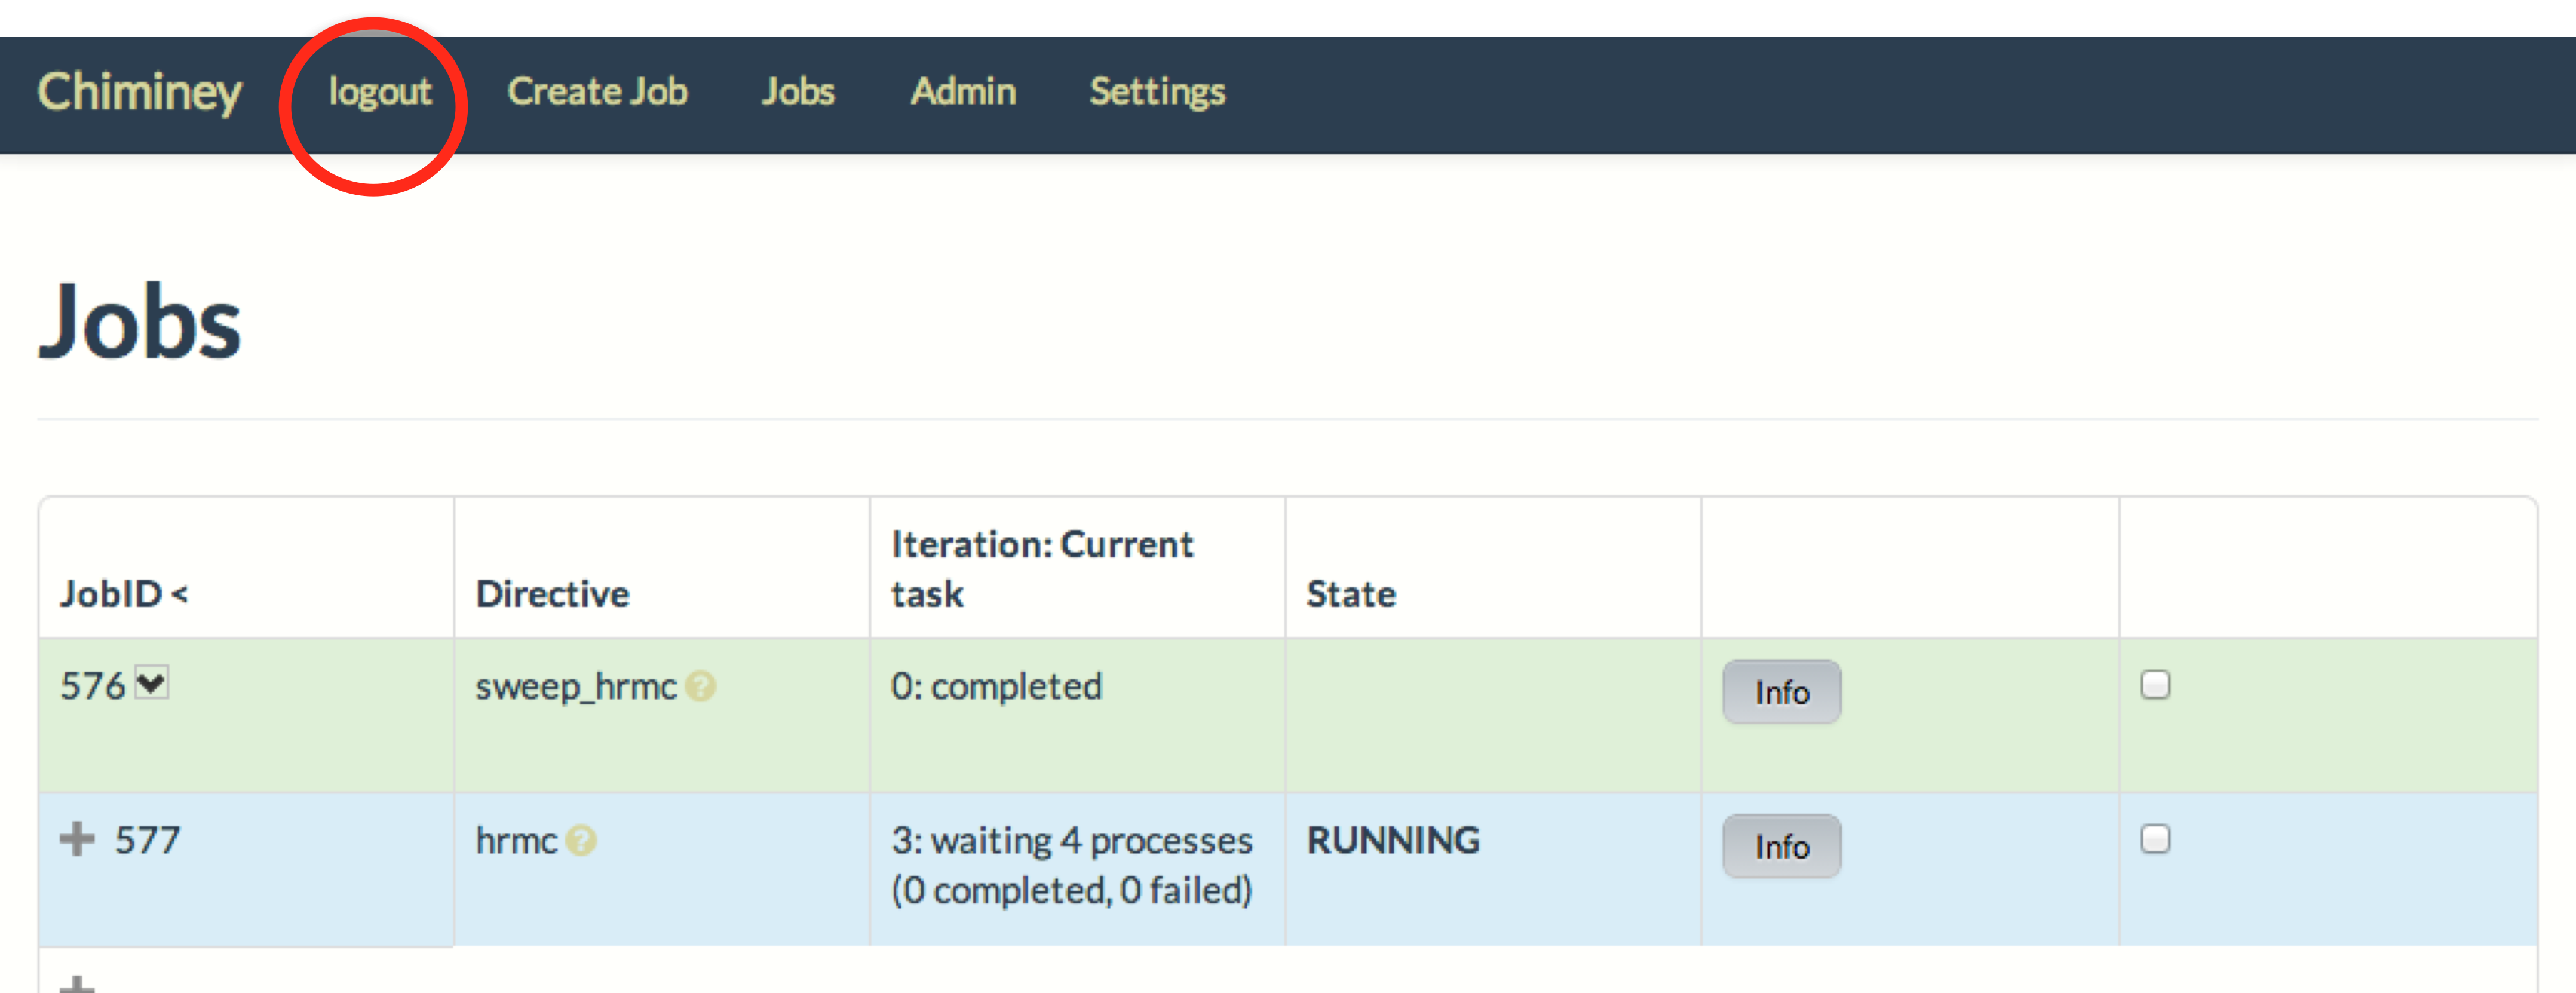 Chiminey logout Create Job Jobs Admin Settings
Jobs
JobID < Directive Iteration: Current task State
576 sweep_hrmc ? 0: completed Info
577 hrmc ? 3: waiting 4 processes RUNNING Info
(0 completed, 0 failed)